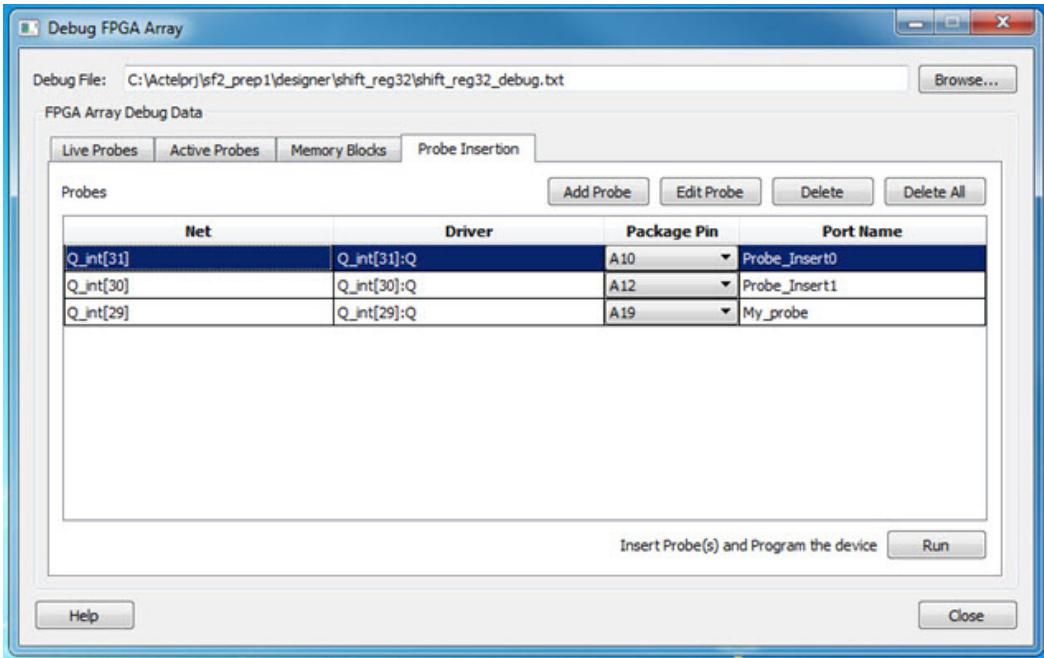 Debug FPGA Array
Debug File: C:\Actelprj\sf2_prep1\designer\shift_reg32\shift_reg32_debug.txt Browse...
FPGA Array Debug Data
Live Probes Active Probes Memory Blocks Probe Insertion
Probes Add Probe Edit Probe Delete Delete All
Net Driver Package Pin Port Name
Q_int[31] Q_int[31]:Q A10 Probe_Insert0
Q_int[30] Q_int[30]:Q A12 Probe_Insert1
Q_int[29] Q_int[29]:Q A19 My_probe
Insert Probe(s) and Program the device Run
Help Close